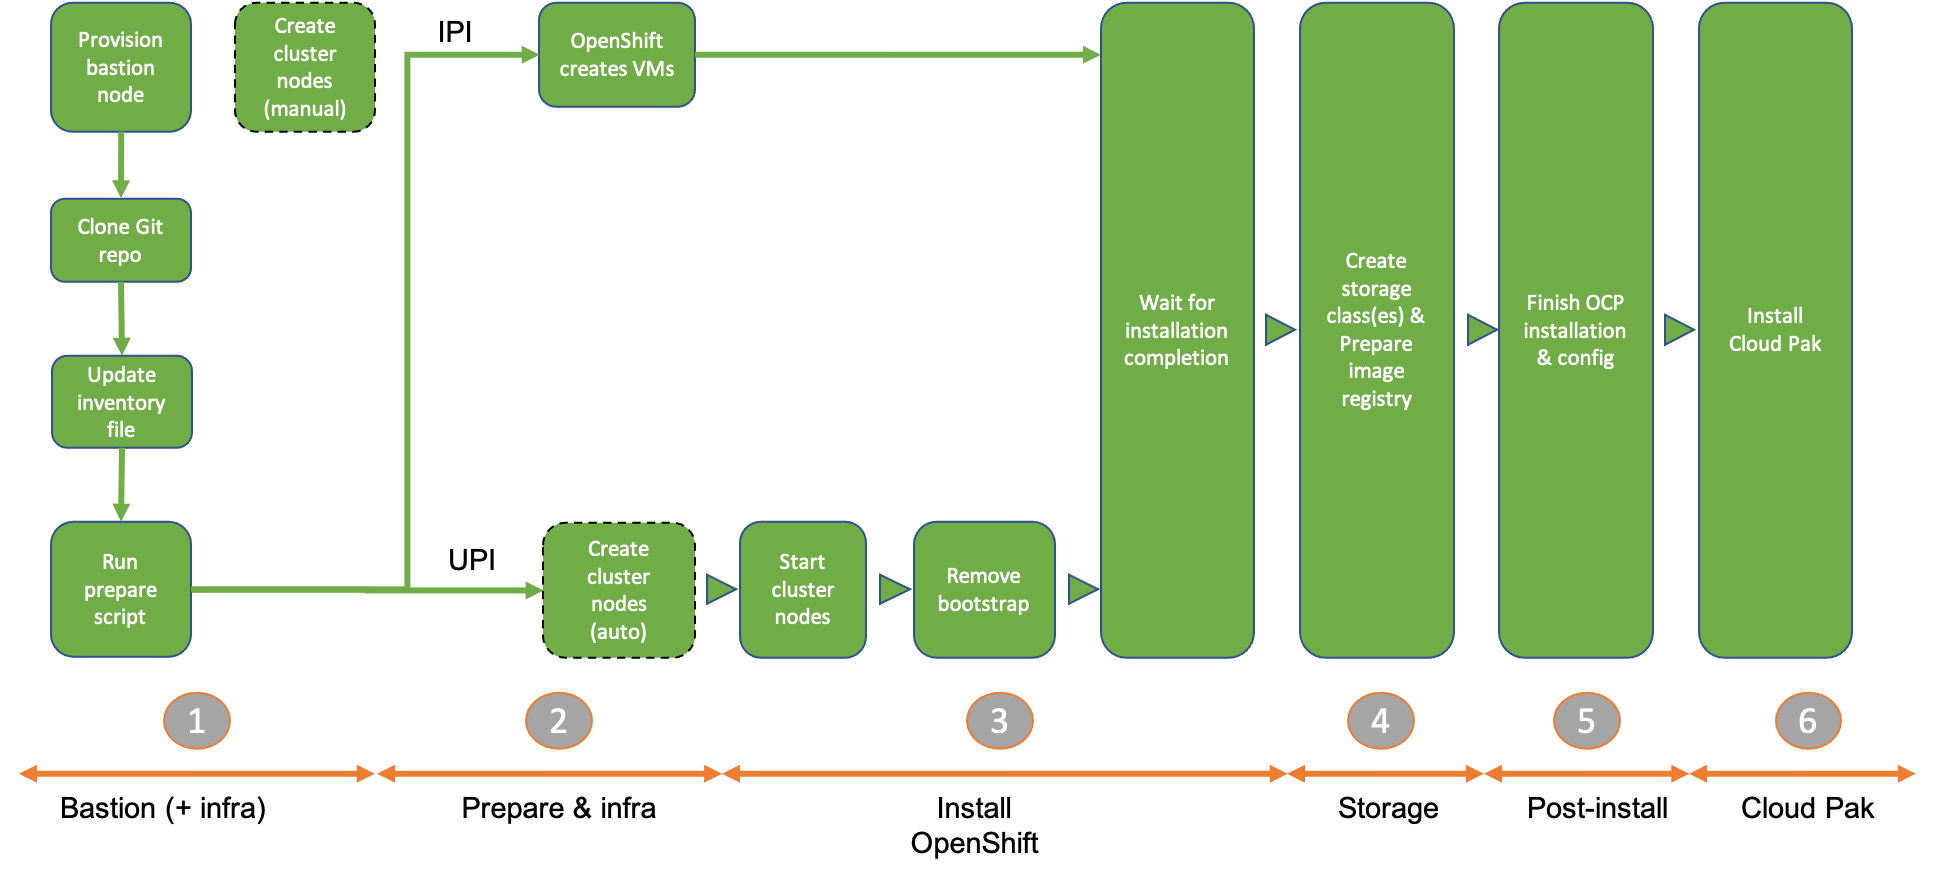 Provision
bastion
node
Create
cluster
nodes
(manual)
IPI
OpenShift
creates VMs
Clone Git
repo
Update
inventory
file
Run
prepare
script
UPI
Create
cluster
nodes
(auto)
Start
cluster
nodes
Remove
bootstrap
Wait for
installation
completion
Create
storage
class(es) &
Prepare
image
registry
Finish OCP
installation
& config
Install
Cloud Pak
1
2
3
4
5
6
Bastion (+ infra)
Prepare & infra
Install
OpenShift
Storage
Post-install
Cloud Pak